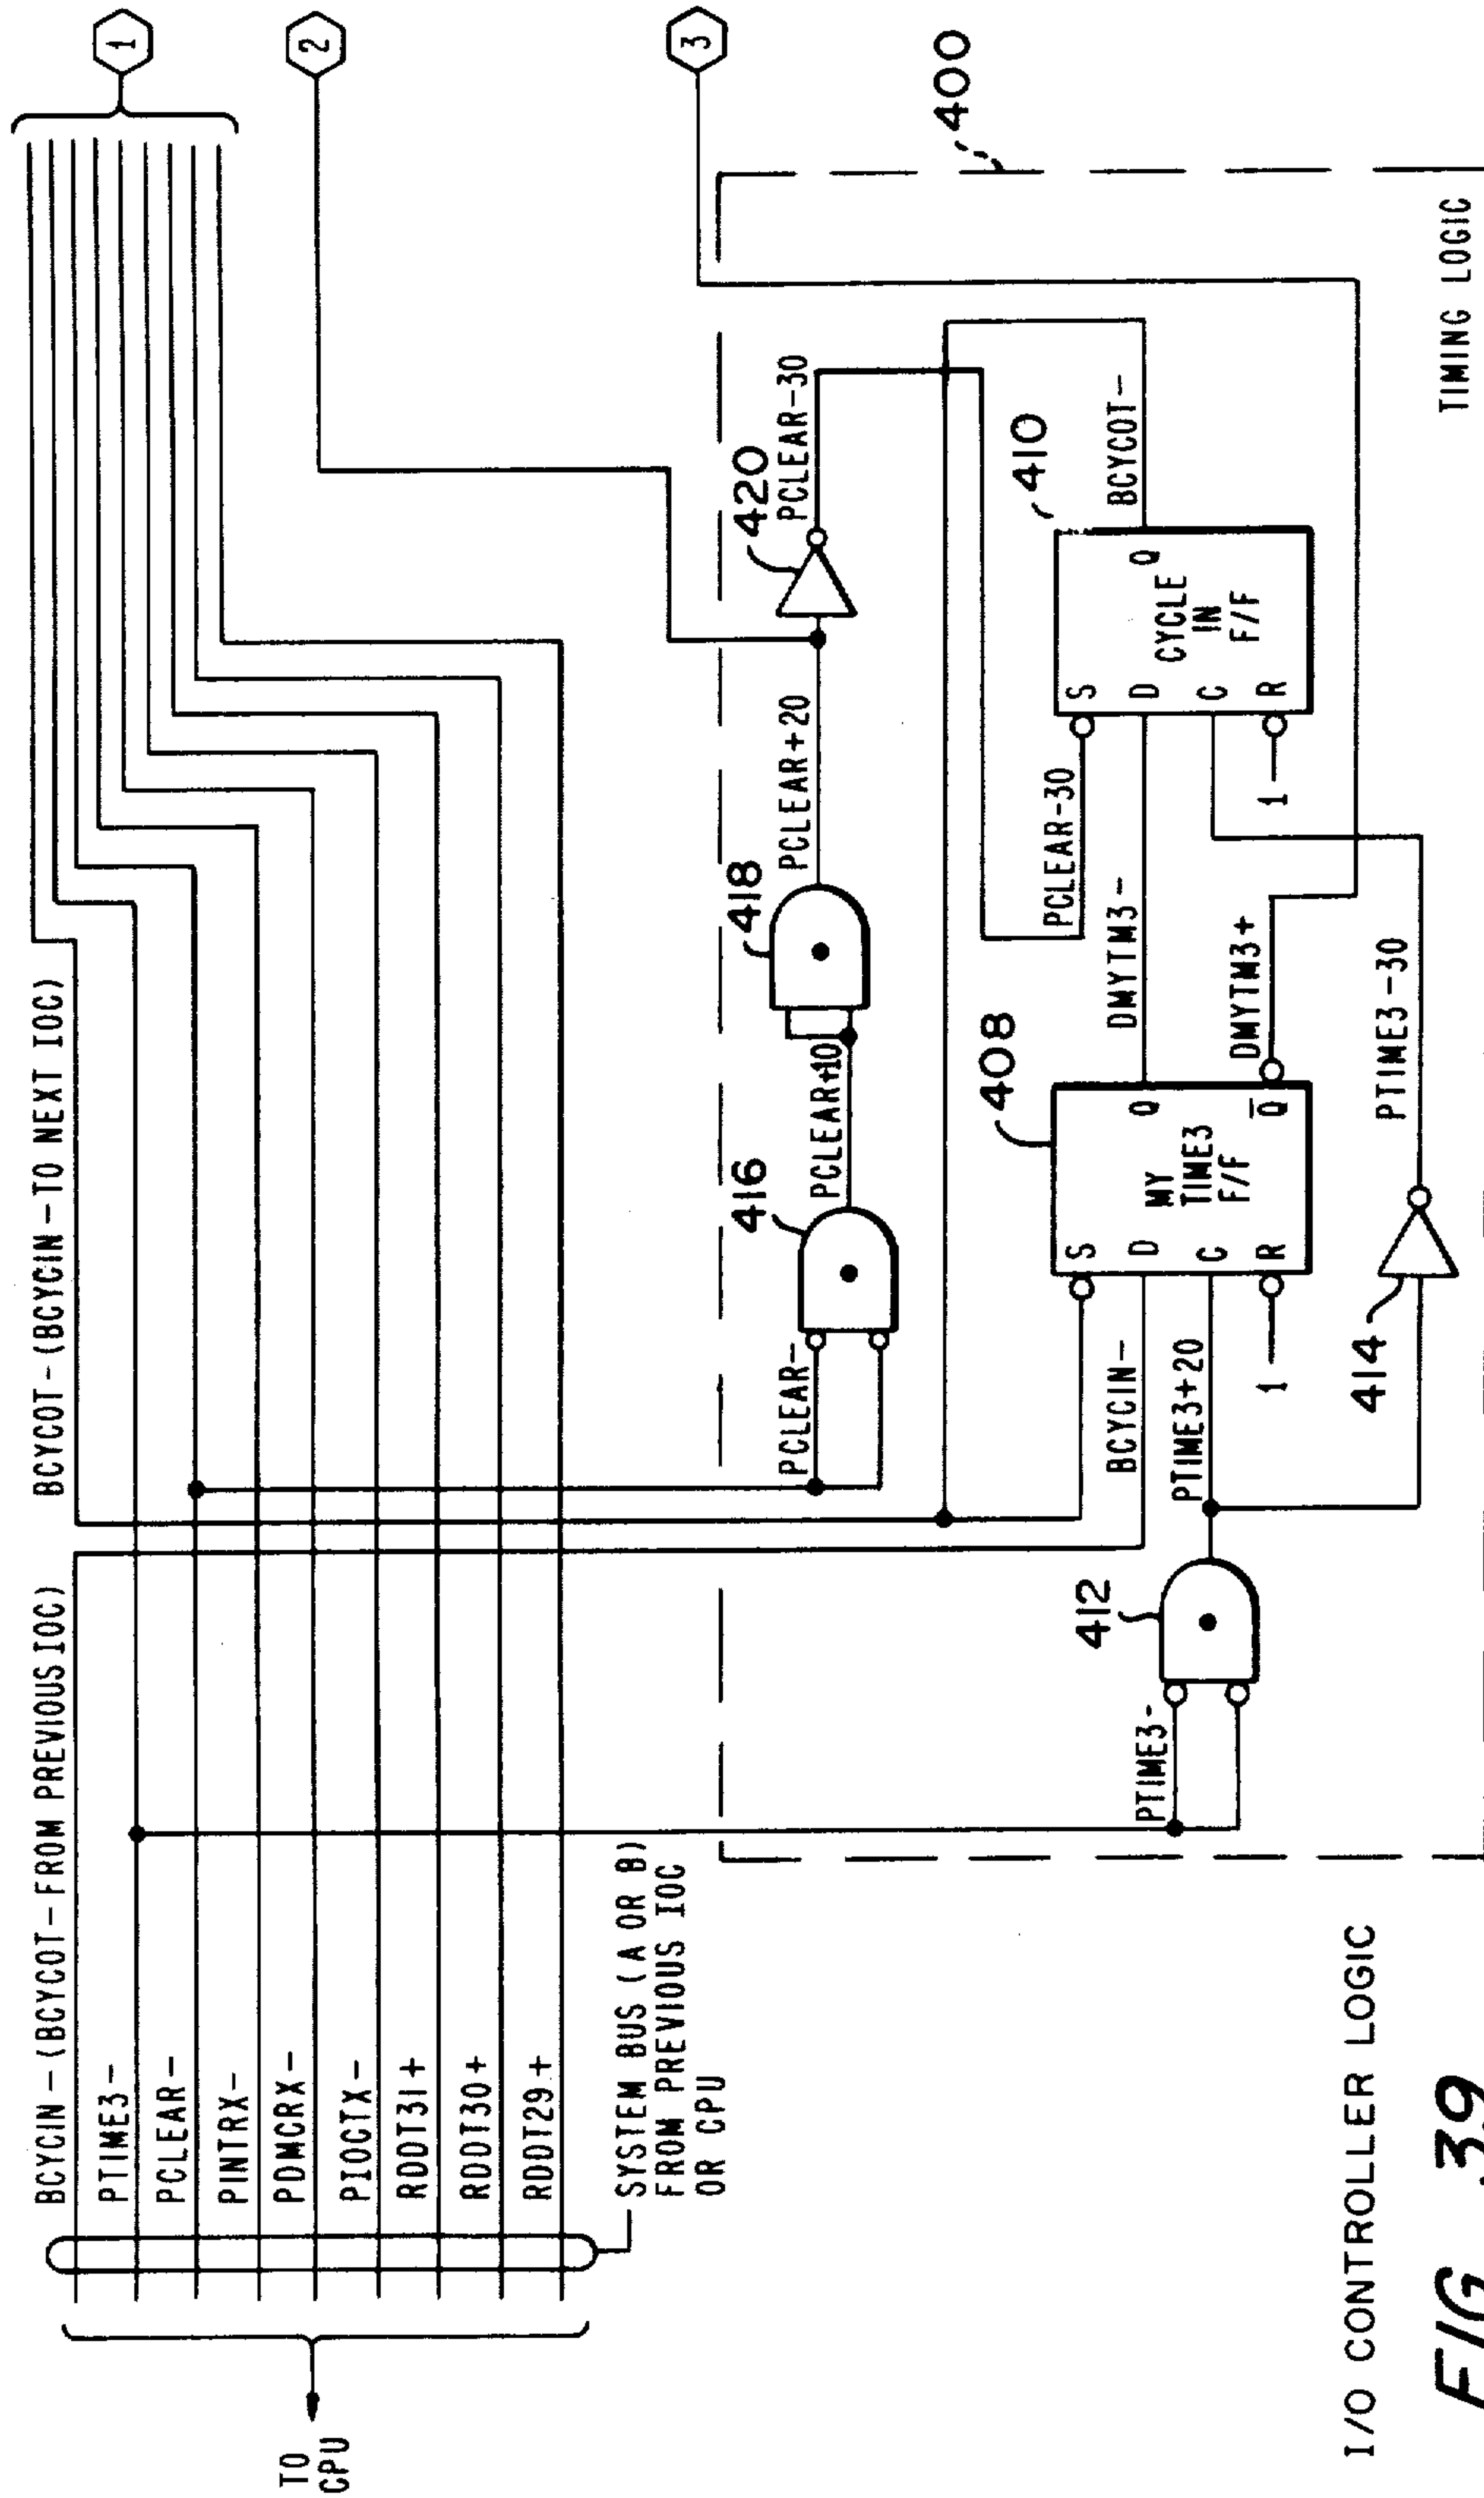 BCYCIN-(BCYCOT-FROM PREVIOUS IOC)
BCYCOT-(BCYCIN-TO NEXT IOC)
PTIME3-
PCLEAR-
PINTRX-
PDMCRX-
PIOCTX-
RDDT31+
RDDT30+
RDDT29+
TO
CPU
SYSTEM BUS (A OR B)
FROM PREVIOUS IOC
OR CPU
1
2
3
400
PCLEAR-
416
PCLEAR+10
418
PCLEAR+20
420
PCLEAR-30
PTIME3-
412
BCYCIN-
PTIME3+20
1
408
S
D
C
R
MY
TIME3
F/F
Q
Q̅
DMYTM3-
DMYTM3+
PCLEAR-30
1
410
S
D
C
R
CYCLE
IN
F/F
Q
BCYCOT-
414
PTIME3-30
TIMING LOGIC
I/O CONTROLLER LOGIC
FIG. 39